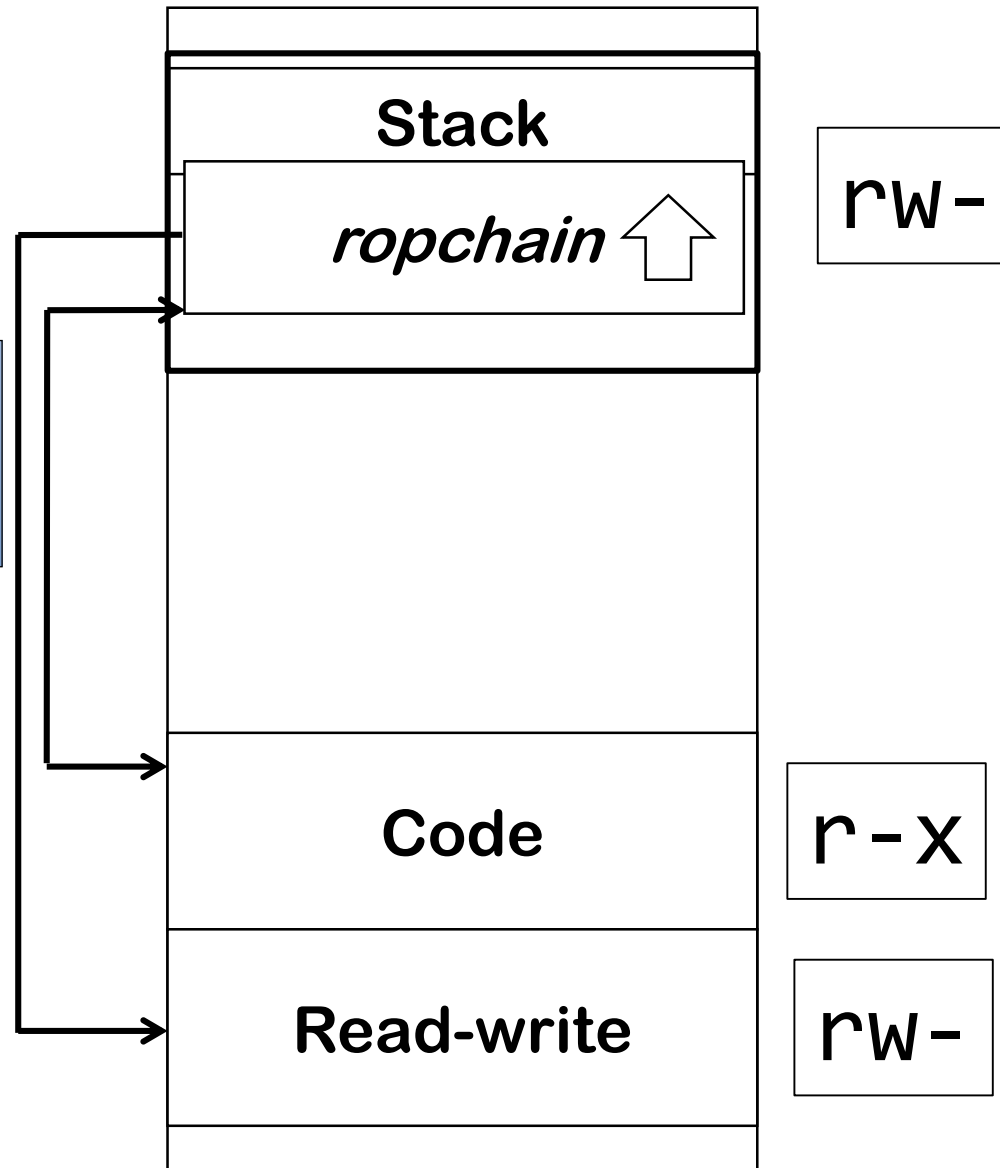 Stack
rw-
ropchain
Code
r-x
Read-write
rw-